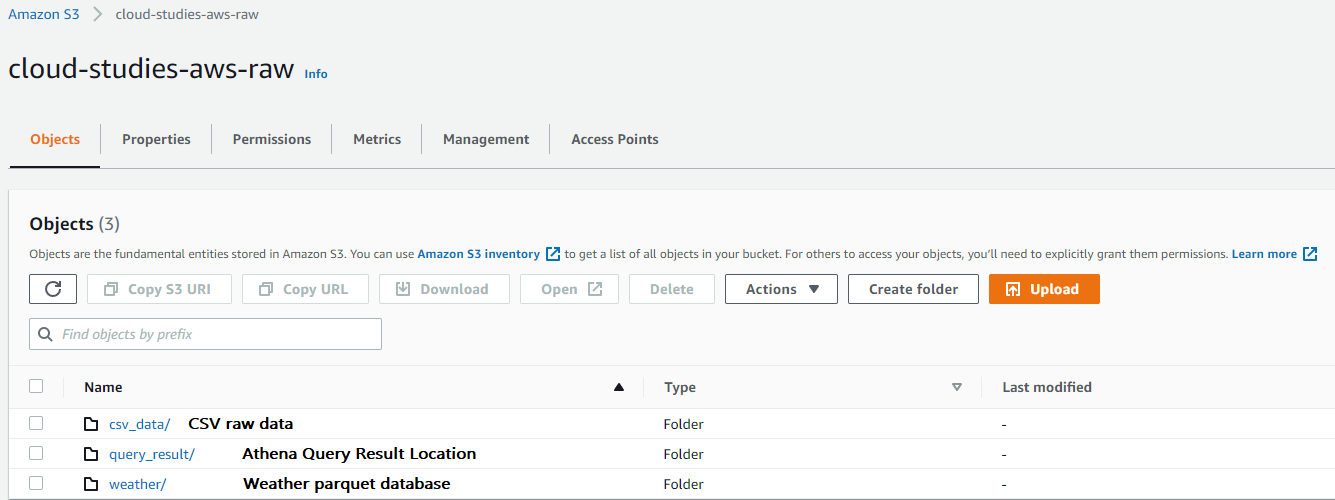 Amazon S3 > cloud-studies-aws-raw
cloud-studies-aws-raw Info
Objects Properties Permissions Metrics Management Access Points
Objects (3)
Objects are the fundamental entities stored in Amazon S3. You can use Amazon S3 inventory to get a list of all objects in your bucket. For others to access your objects, you'll need to explicitly grant them permissions. Learn more
Copy S3 URI Copy URL Download Open Delete Actions Create folder Upload
Find objects by prefix
Name Type Last modified
csv_data/ CSV raw data Folder -
query_result/ Athena Query Result Location Folder -
weather/ Weather parquet database Folder -